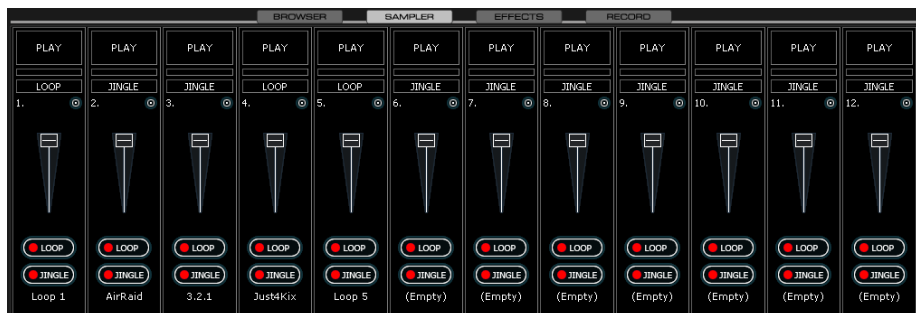 BROWSER SAMPLER EFFECTS RECORD
PLAY PLAY PLAY PLAY PLAY PLAY PLAY PLAY PLAY PLAY PLAY PLAY
LOOP JINGLE JINGLE LOOP LOOP JINGLE JINGLE JINGLE JINGLE JINGLE JINGLE JINGLE
1. 2. 3. 4. 5. 6. 7. 8. 9. 10. 11. 12.
LOOP LOOP LOOP LOOP LOOP LOOP LOOP LOOP LOOP LOOP LOOP LOOP
JINGLE JINGLE JINGLE JINGLE JINGLE JINGLE JINGLE JINGLE JINGLE JINGLE JINGLE JINGLE
Loop 1 AirRaid 3.2.1 Just4Kix Loop 5 (Empty) (Empty) (Empty) (Empty) (Empty) (Empty) (Empty)